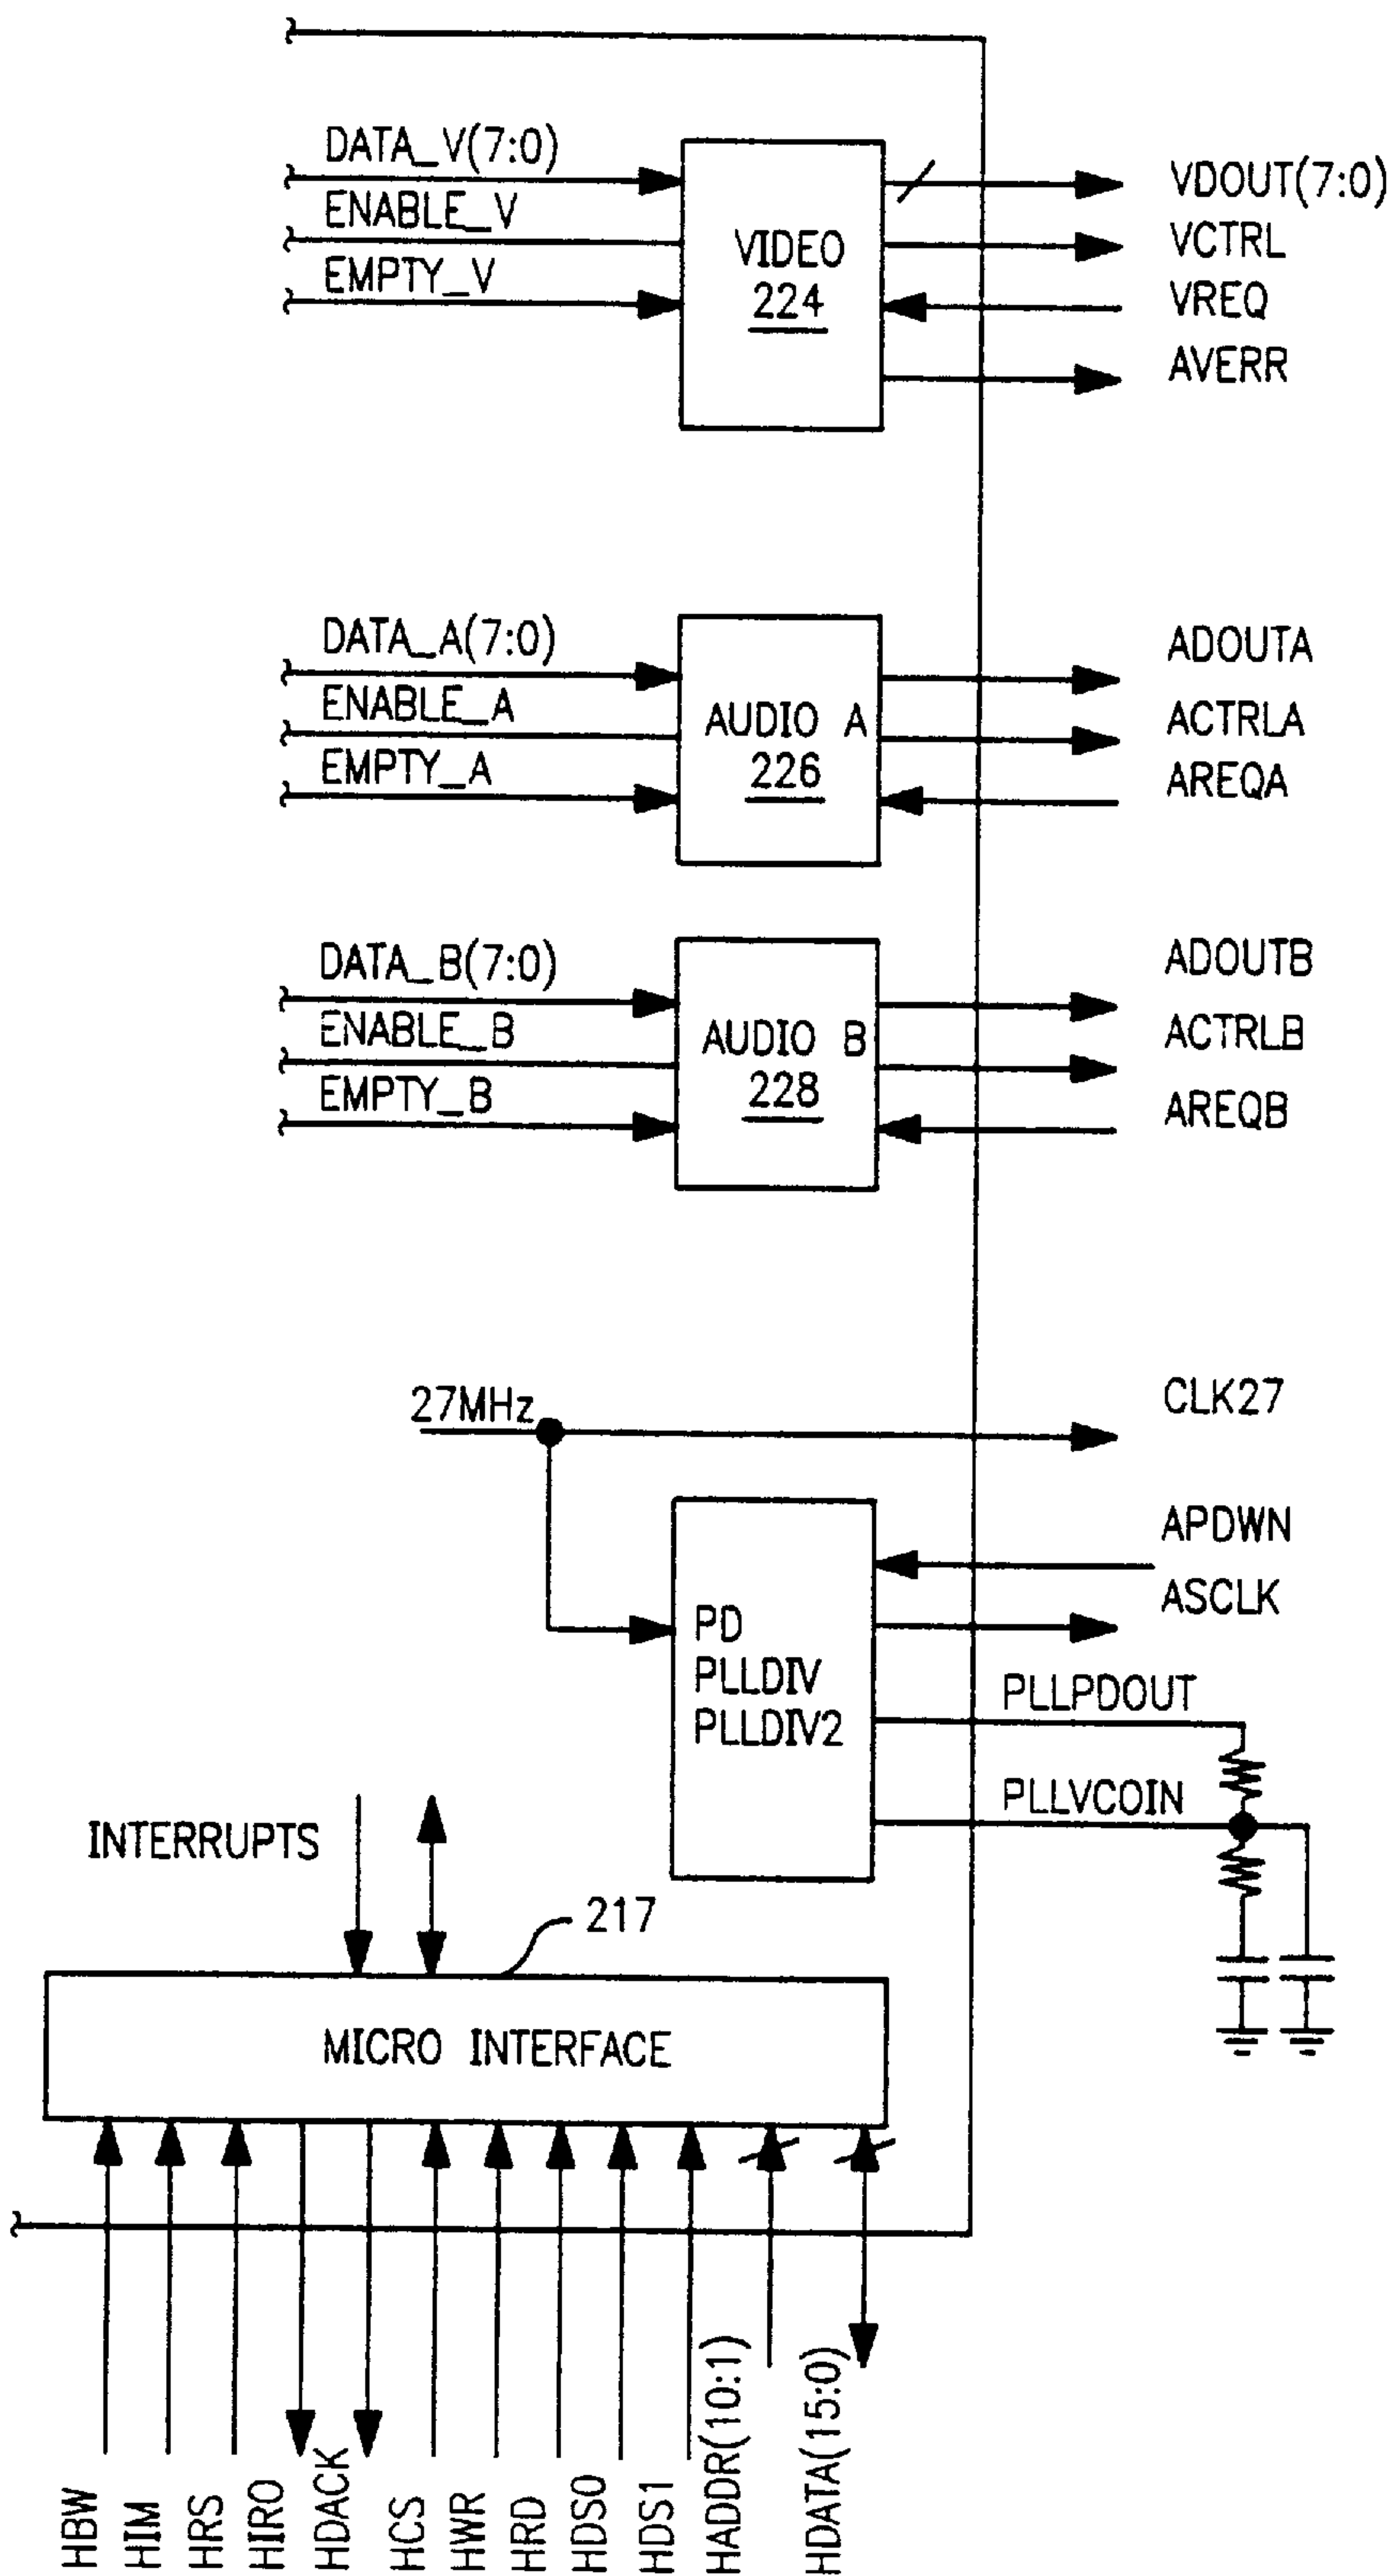 DATA_V(7:0)
ENABLE_V
EMPTY_V
VIDEO
224
VDOUT(7:0)
VCTRL
VREQ
AVERR
DATA_A(7:0)
ENABLE_A
EMPTY_A
AUDIO A
226
ADOUTA
ACTRLA
AREQA
DATA_B(7:0)
ENABLE_B
EMPTY_B
AUDIO B
228
ADOUTB
ACTRLB
AREQB
27MHz
CLK27
APDWN
ASCLK
PD
PLLDIV
PLLDIV2
PLLPDOUT
PLLVCOIN
INTERRUPTS
217
MICRO INTERFACE
HBW
HIM
HRS
HIRO
HDACK
HCS
HWR
HRD
HDS0
HDS1
HADDR(10:1)
HDATA(15:0)